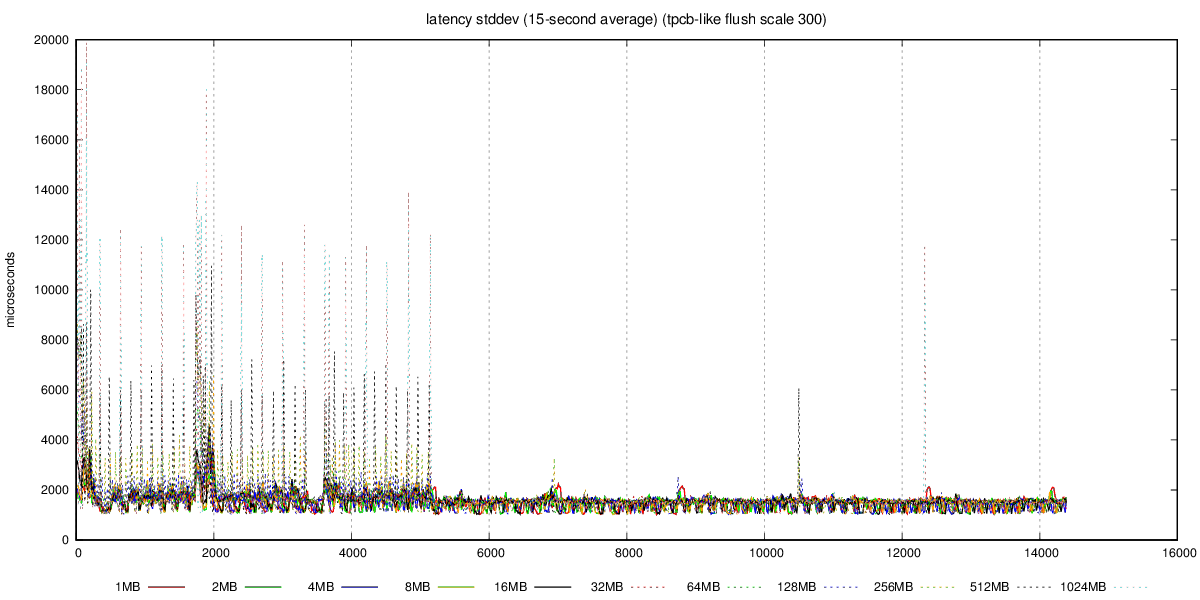 latency stddev (15-second average) (tpcb-like flush scale 300)
20000
18000
16000
14000
12000
10000
8000
6000
4000
2000
0
microseconds
0 2000 4000 6000 8000 10000 12000 14000 16000
1MB 2MB 4MB 8MB 16MB 32MB 64MB 128MB 256MB 512MB 1024MB